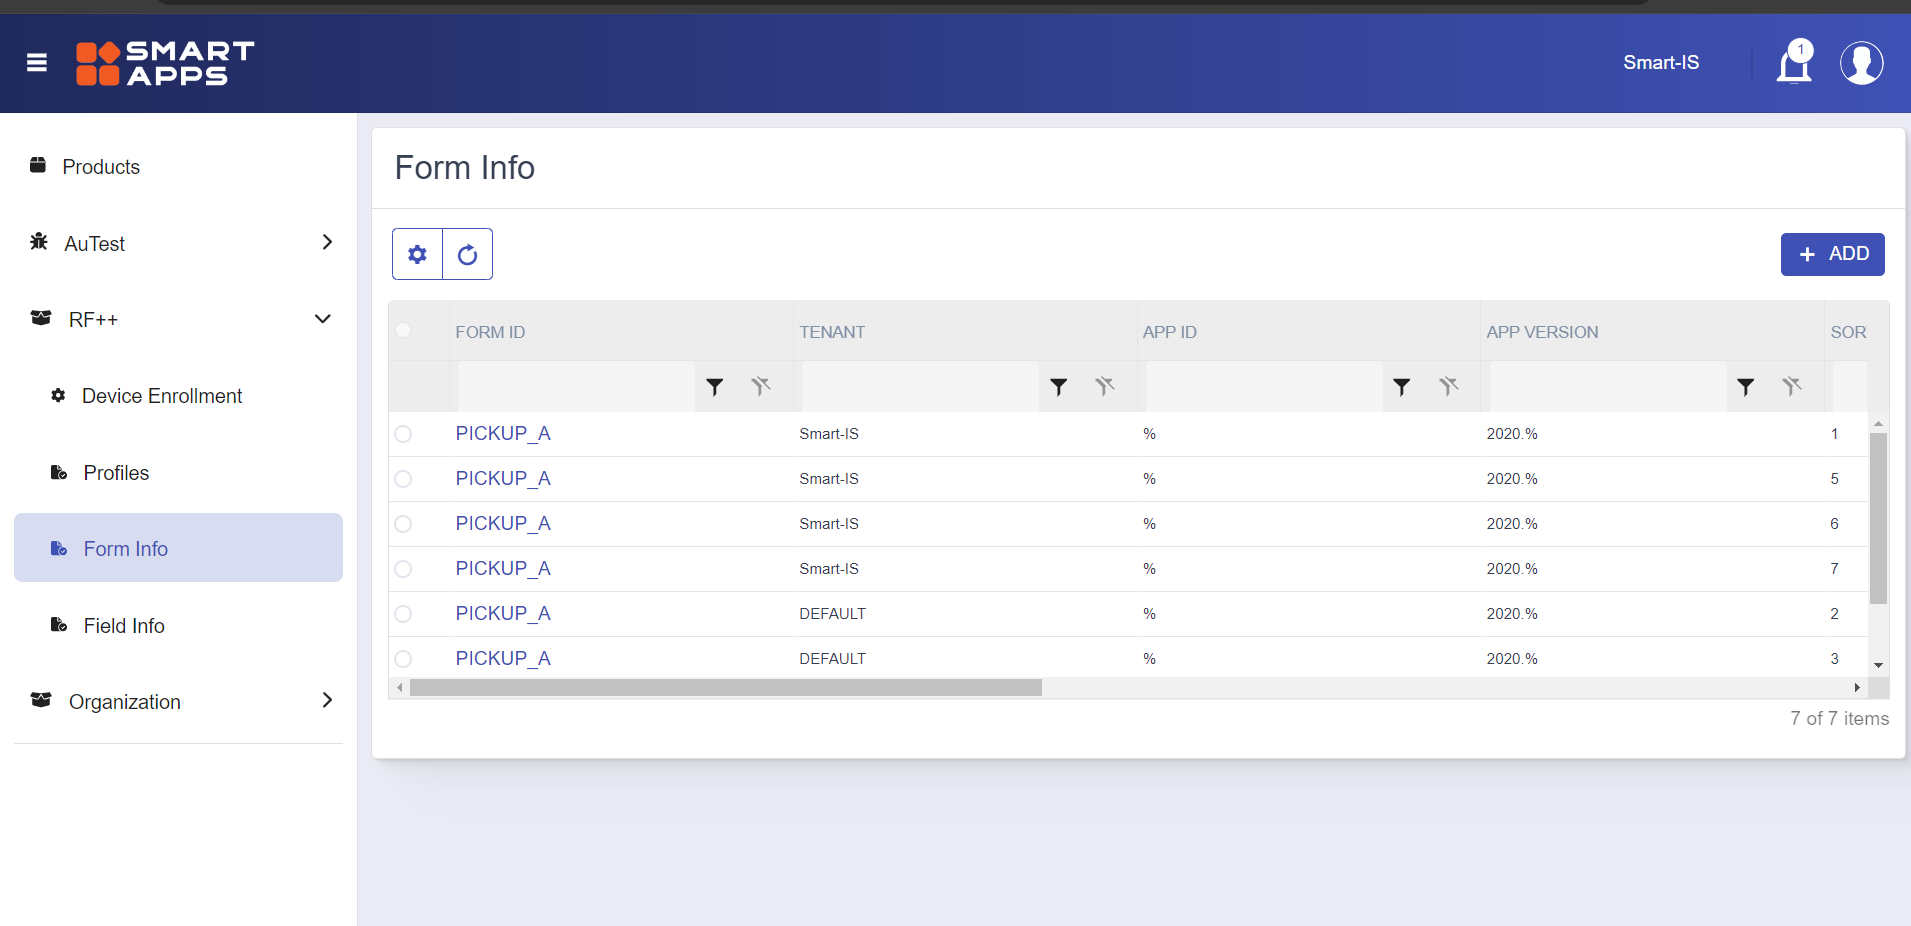 SMART
APPS
Smart-IS
1
Products
AuTest
RF++
Device Enrollment
Profiles
Form Info
Field Info
Organization
Form Info
+ ADD
FORM ID TENANT APP ID APP VERSION SOR
PICKUP_A Smart-IS % 2020.% 1
PICKUP_A Smart-IS % 2020.% 5
PICKUP_A Smart-IS % 2020.% 6
PICKUP_A Smart-IS % 2020.% 7
PICKUP_A DEFAULT % 2020.% 2
PICKUP_A DEFAULT % 2020.% 3
7 of 7 items